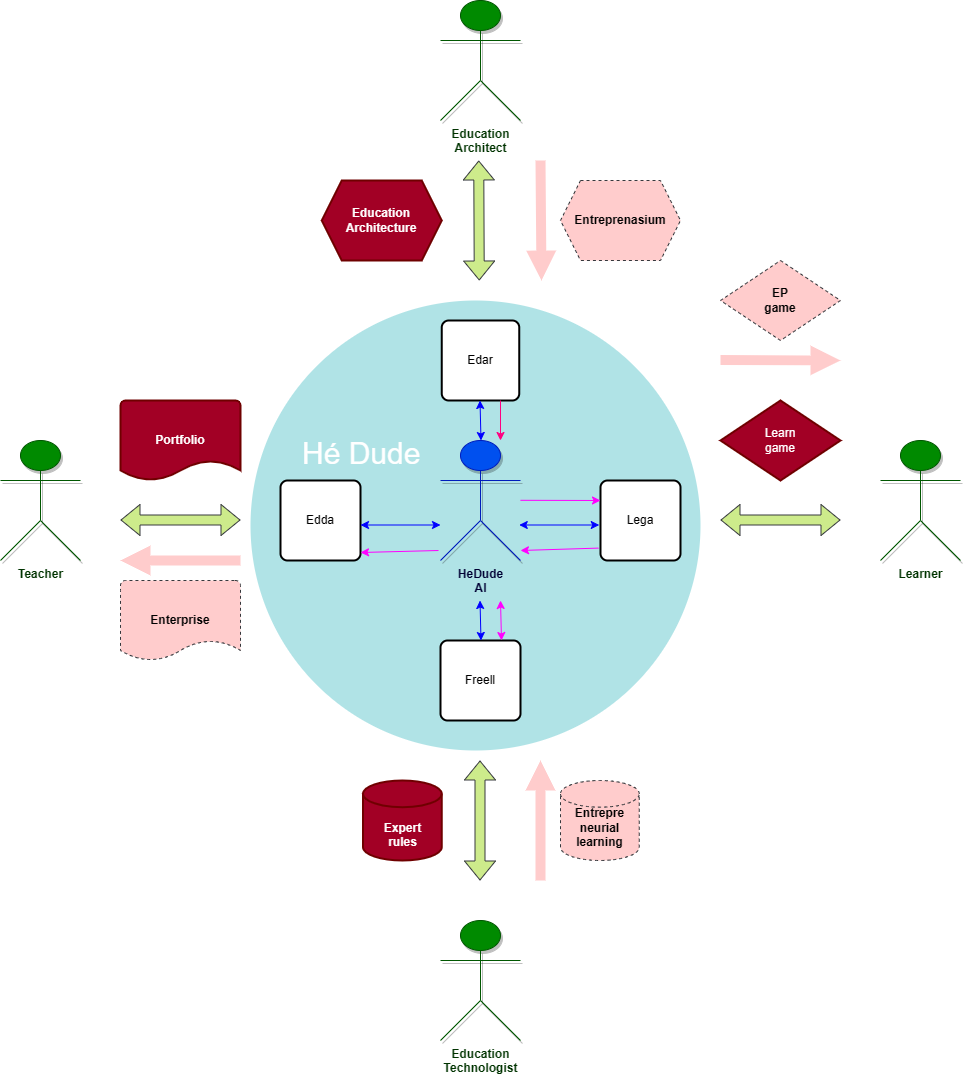 Education
Architect
Education
Architecture
Entreprenasium
EP
game
Edar
Portfolio
Hé Dude
Learn
game
Edda
Lega
Teacher
HeDude
AI
Learner
Enterprise
Freell
Expert
rules
Entrepre
neurial
learning
Education
Technologist